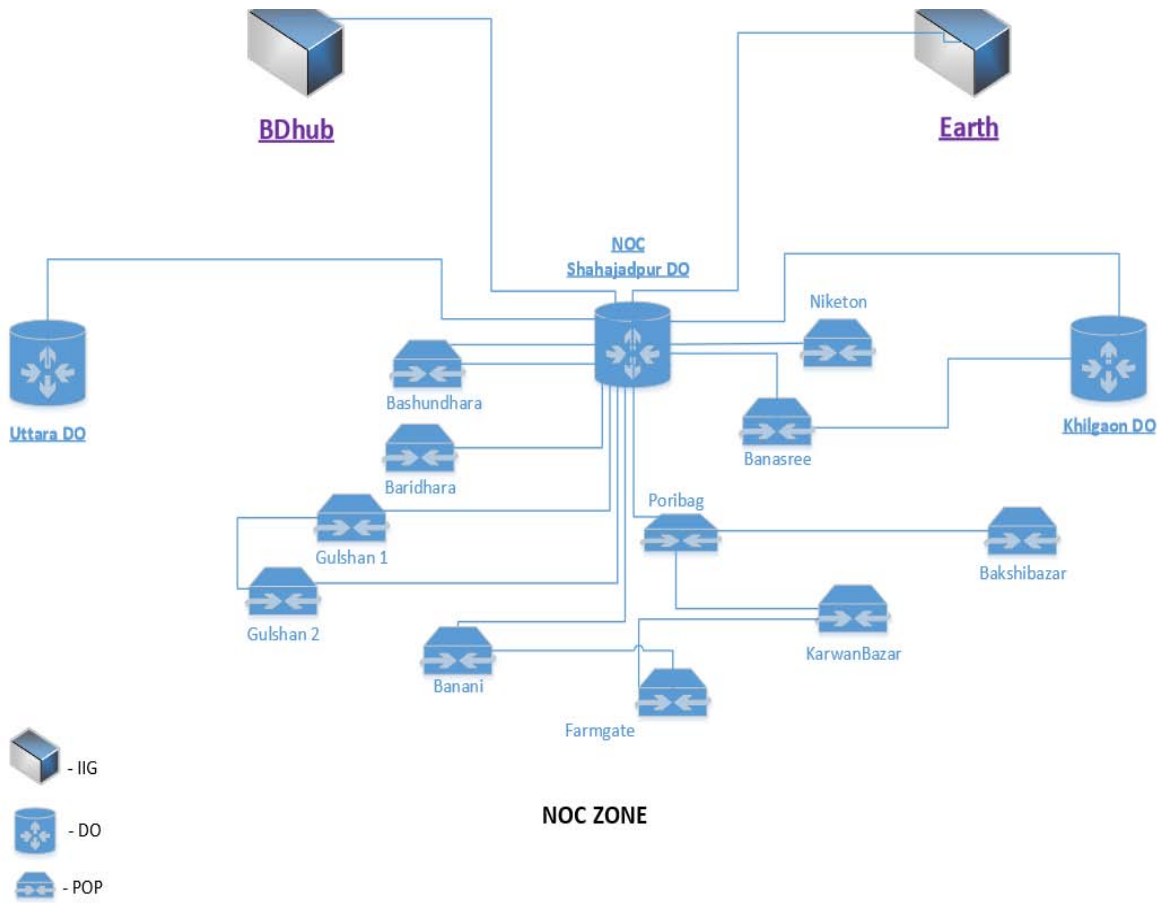 BDhub
Earth
NOC
Shahajadpur DO
Niketon
Bashundhara
Uttara DO
Khilgaon DO
Banasree
Baridhara
Poribag
Gulshan 1
Bakshibazar
Gulshan 2
KarwanBazar
Banani
Farmgate
- IIG
NOC ZONE
- DO
- POP